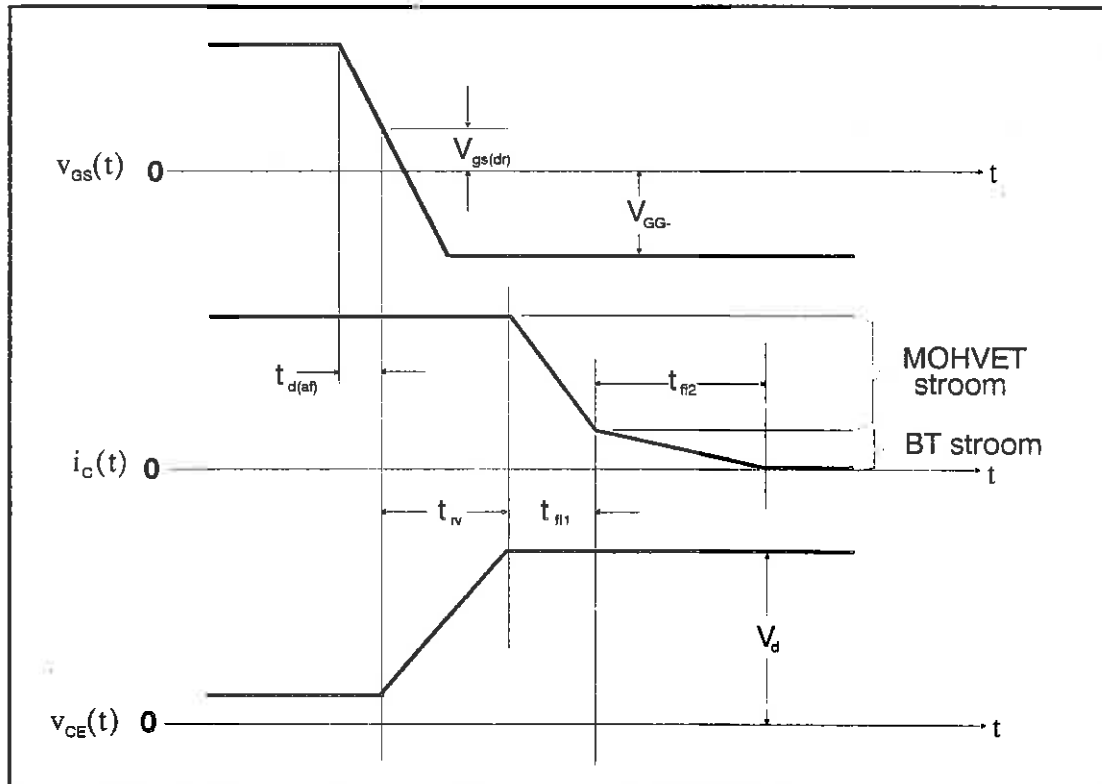 v_GS(t) 0
V_gs(dr)
t
V_GG-
t_d(af)
t_fi2
MOHVET
stroom
BT stroom
i_C(t) 0
t
t_rv
t_fi1
V_d
v_CE(t) 0
t